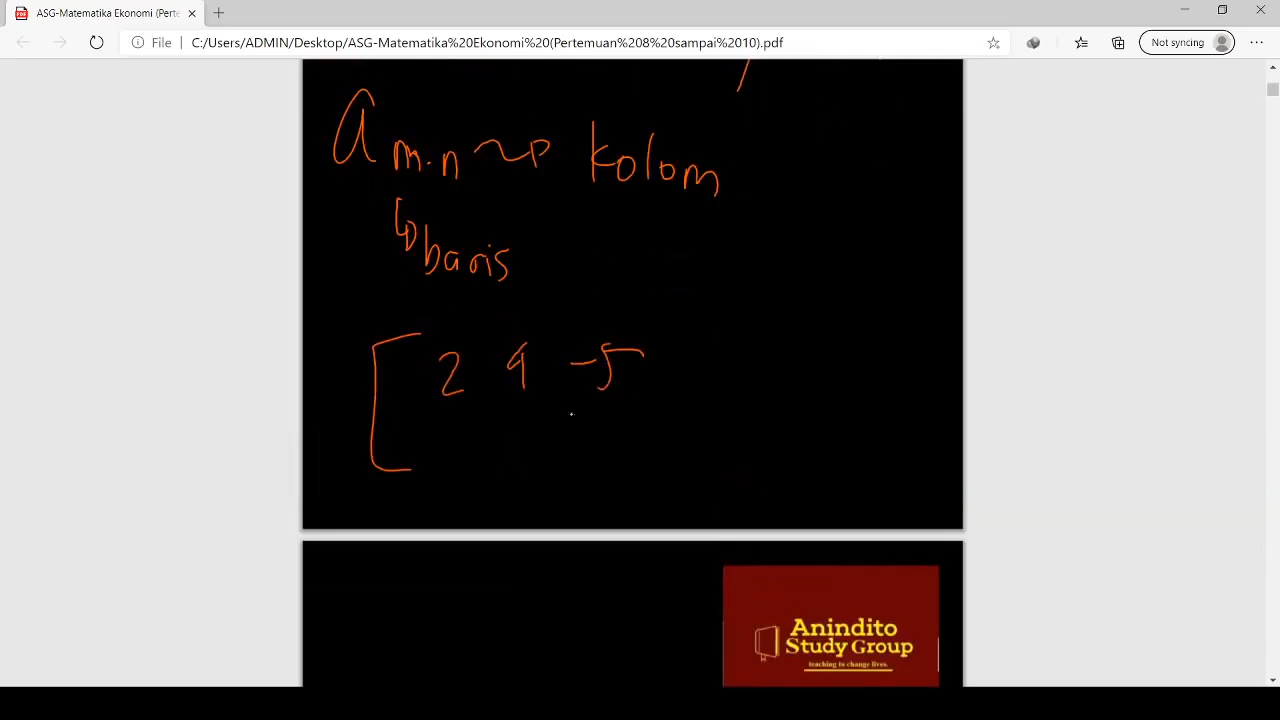 ASG-Matematika Ekonomi (Perte
File
C:/Users/ADMIN/Desktop/ASG-Matematika%20Ekonomi%20(Pertemuan%208%20sampai%2010).pdf
Not syncing
a m.n kolom
baris
[ 2 9 -5
Anindito
Study Group
teaching to change lives.